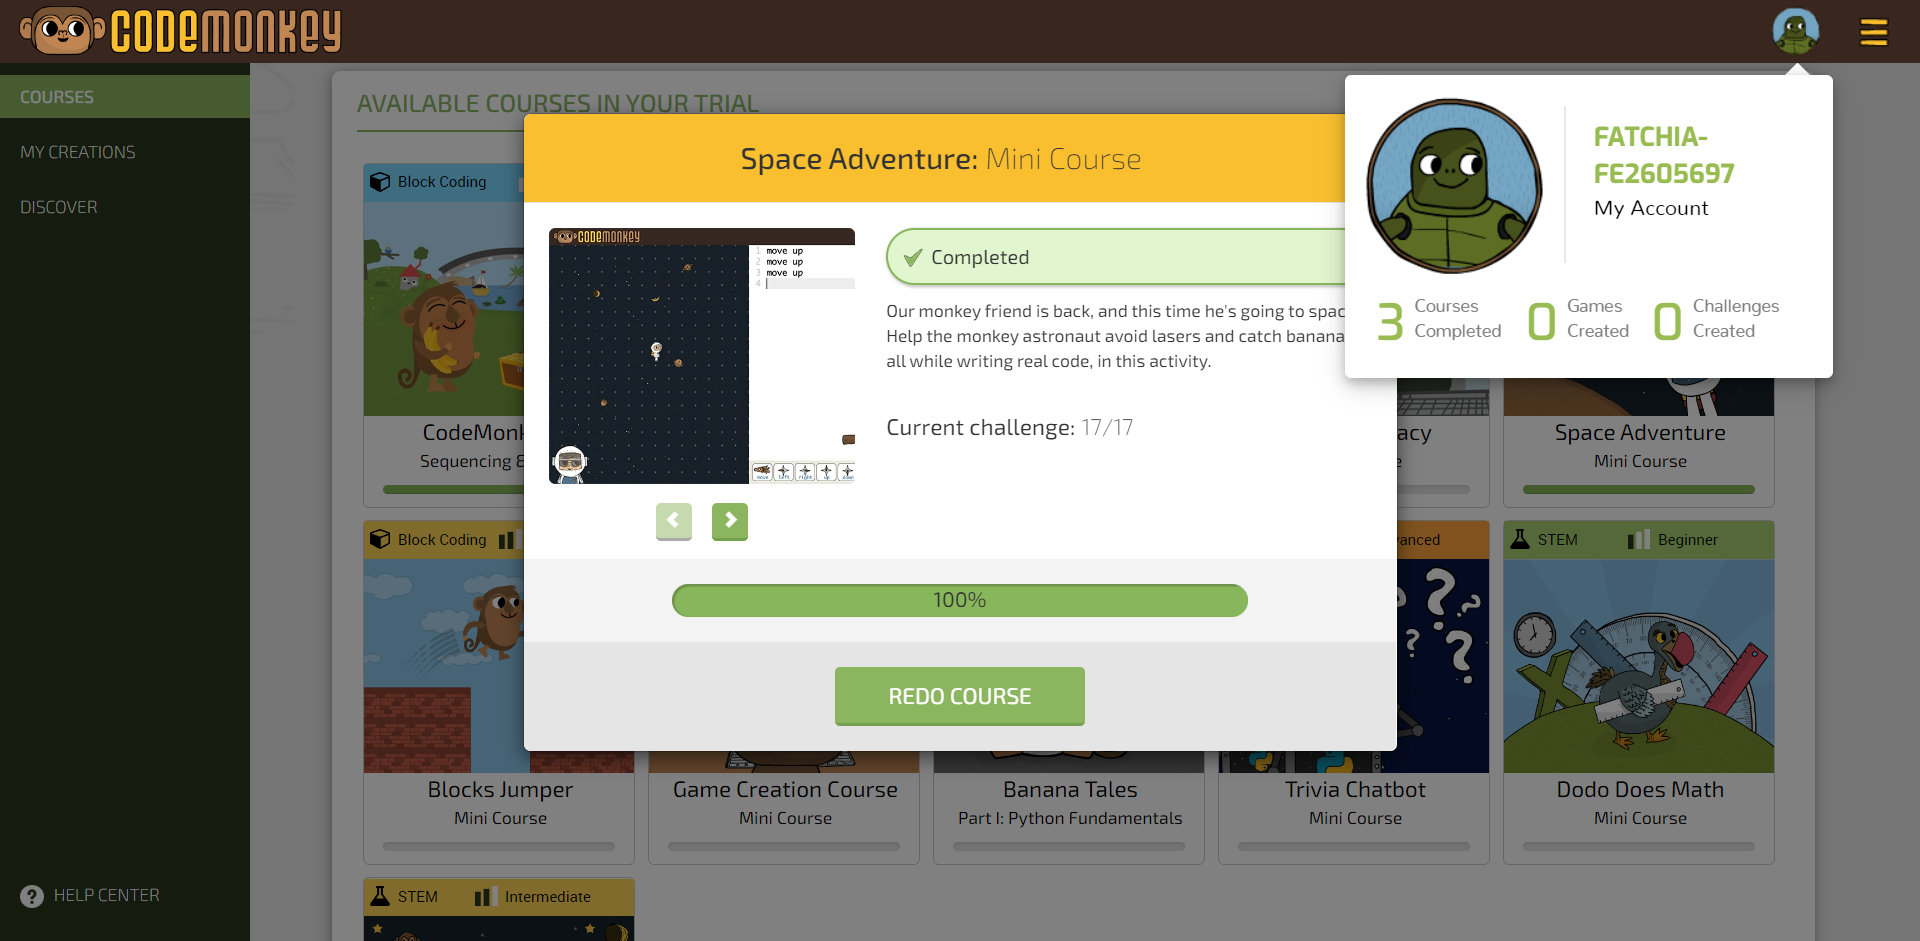 CODEMONKEY
COURSES
MY CREATIONS
DISCOVER
HELP CENTER
AVAILABLE COURSES IN YOUR TRIAL
Block Coding
Sequencing &
Space Adventure
Mini Course
Block Coding
STEM
Beginner
Blocks Jumper
Mini Course
Game Creation Course
Mini Course
Banana Tales
Part I: Python Fundamentals
Trivia Chatbot
Mini Course
Dodo Does Math
Mini Course
STEM
Intermediate
Space Adventure: Mini Course
CODEMONKEY
1 move up
2 move up
3 move up
4
move
left
right
up
down
Completed
Our monkey friend is back, and this time he's going to spac
Help the monkey astronaut avoid lasers and catch banana
all while writing real code, in this activity.
Current challenge: 17/17
100%
REDO COURSE
FATCHIA-
FE2605697
My Account
3 Courses Completed
0 Games Created
0 Challenges Created